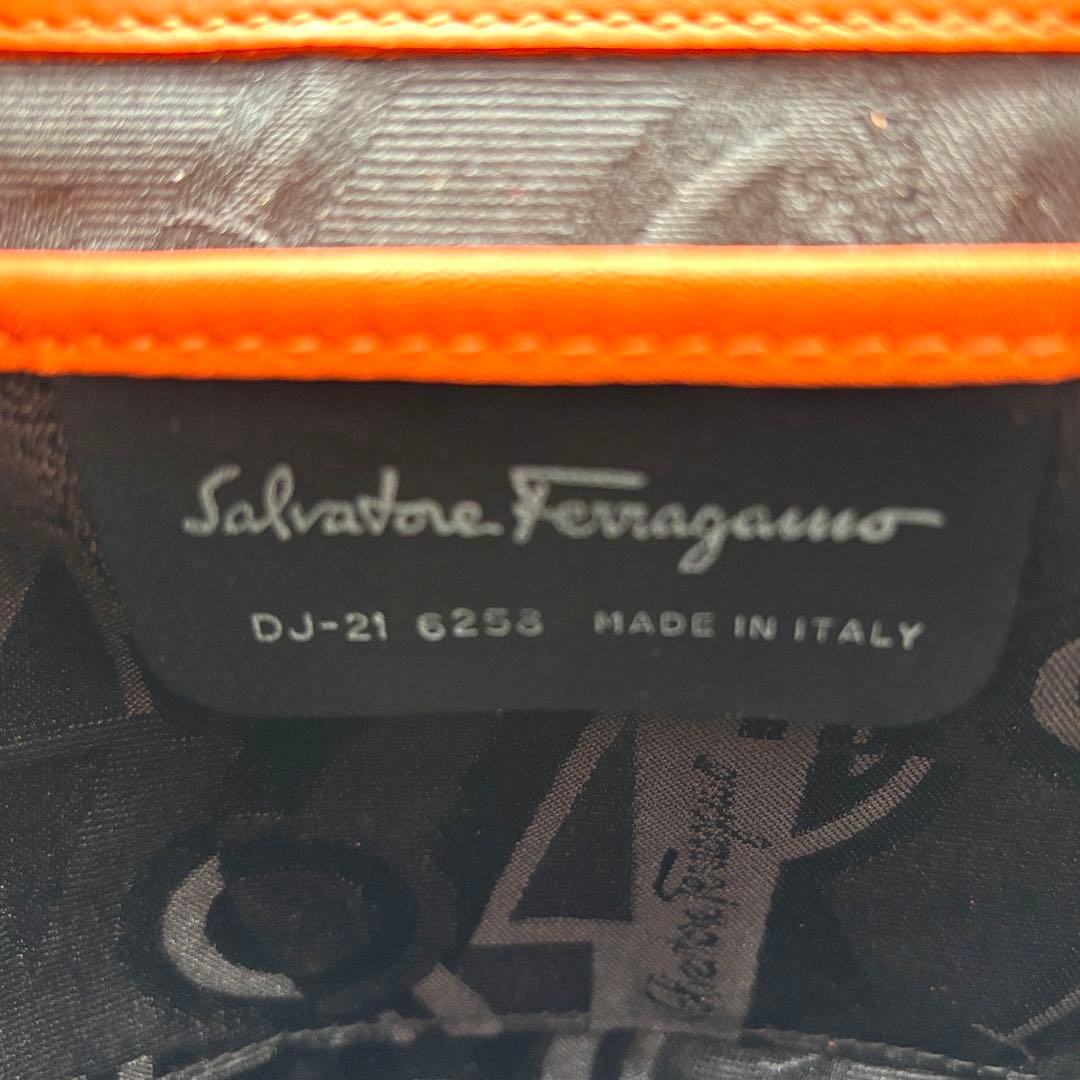 Salvatore Ferragamo
DJ-21 6258 MADE IN ITALY